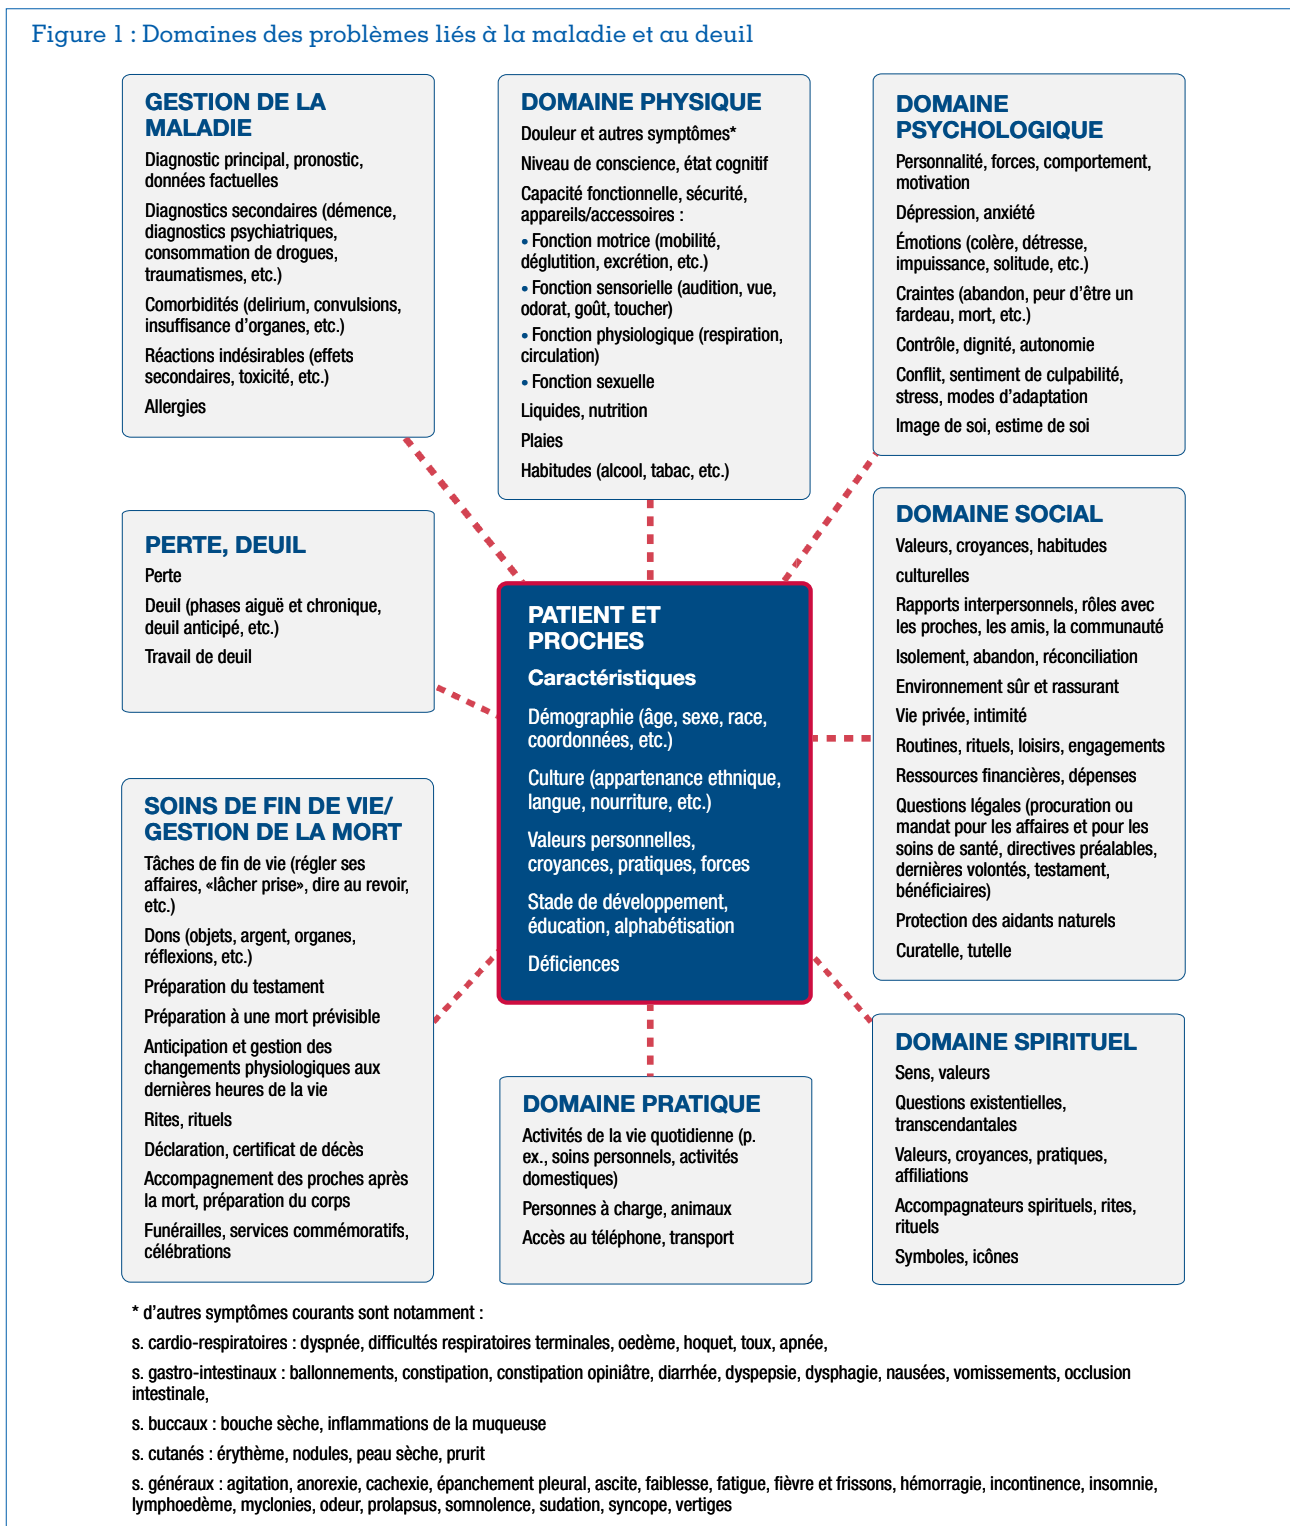 Figure 1 : Domaines des problèmes liés à la maladie et au deuil
GESTION DE LA
MALADIE
Diagnostic principal, pronostic,
données factuelles
Diagnostics secondaires (démence,
diagnostics psychiatriques,
consommation de drogues,
traumatismes, etc.)
Comorbidités (delirium, convulsions,
insuffisance d'organes, etc.)
Réactions indésirables (effets
secondaires, toxicité, etc.)
Allergies
DOMAINE PHYSIQUE
Douleur et autres symptômes*
Niveau de conscience, état cognitif
Capacité fonctionnelle, sécurité,
appareils/accessoires :
• Fonction motrice (mobilité,
déglutition, excrétion, etc.)
• Fonction sensorielle (audition, vue,
odorat, goût, toucher)
• Fonction physiologique (respiration,
circulation)
• Fonction sexuelle
Liquides, nutrition
Plaies
Habitudes (alcool, tabac, etc.)
DOMAINE
PSYCHOLOGIQUE
Personnalité, forces, comportement,
motivation
Dépression, anxiété
Émotions (colère, détresse,
impuissance, solitude, etc.)
Craintes (abandon, peur d'être un
fardeau, mort, etc.)
Contrôle, dignité, autonomie
Conflit, sentiment de culpabilité,
stress, modes d'adaptation
Image de soi, estime de soi
PERTE, DEUIL
Perte
Deuil (phases aiguë et chronique,
deuil anticipé, etc.)
Travail de deuil
PATIENT ET
PROCHES
Caractéristiques
Démographie (âge, sexe, race,
coordonnées, etc.)
Culture (appartenance ethnique,
langue, nourriture, etc.)
Valeurs personnelles,
croyances, pratiques, forces
Stade de développement,
éducation, alphabétisation
Déficiences
DOMAINE SOCIAL
Valeurs, croyances, habitudes
culturelles
Rapports interpersonnels, rôles avec
les proches, les amis, la communauté
Isolement, abandon, réconciliation
Environnement sûr et rassurant
Vie privée, intimité
Routines, rituels, loisirs, engagements
Ressources financières, dépenses
Questions légales (procuration ou
mandat pour les affaires et pour les
soins de santé, directives préalables,
dernières volontés, testament,
bénéficiaires)
Protection des aidants naturels
Curatelle, tutelle
SOINS DE FIN DE VIE/
GESTION DE LA MORT
Tâches de fin de vie (régler ses
affaires, «lâcher prise», dire au revoir,
etc.)
Dons (objets, argent, organes,
réflexions, etc.)
Préparation du testament
Préparation à une mort prévisible
Anticipation et gestion des
changements physiologiques aux
dernières heures de la vie
Rites, rituels
Déclaration, certificat de décès
Accompagnement des proches après
la mort, préparation du corps
Funérailles, services commémoratifs,
célébrations
DOMAINE PRATIQUE
Activités de la vie quotidienne (p.
ex., soins personnels, activités
domestiques)
Personnes à charge, animaux
Accès au téléphone, transport
DOMAINE SPIRITUEL
Sens, valeurs
Questions existentielles,
transcendantales
Valeurs, croyances, pratiques,
affiliations
Accompagnateurs spirituels, rites,
rituels
Symboles, icônes
* d'autres symptômes courants sont notamment :
s. cardio-respiratoires : dyspnée, difficultés respiratoires terminales, oedème, hoquet, toux, apnée,
s. gastro-intestinaux : ballonnements, constipation, constipation opiniâtre, diarrhée, dyspepsie, dysphagie, nausées, vomissements, occlusion
intestinale,
s. buccaux : bouche sèche, inflammations de la muqueuse
s. cutanés : érythème, nodules, peau sèche, prurit
s. généraux : agitation, anorexie, cachexie, épanchement pleural, ascite, faiblesse, fatigue, fièvre et frissons, hémorragie, incontinence, insomnie,
lymphoedème, myclonies, odeur, prolapsus, somnolence, sudation, syncope, vertiges